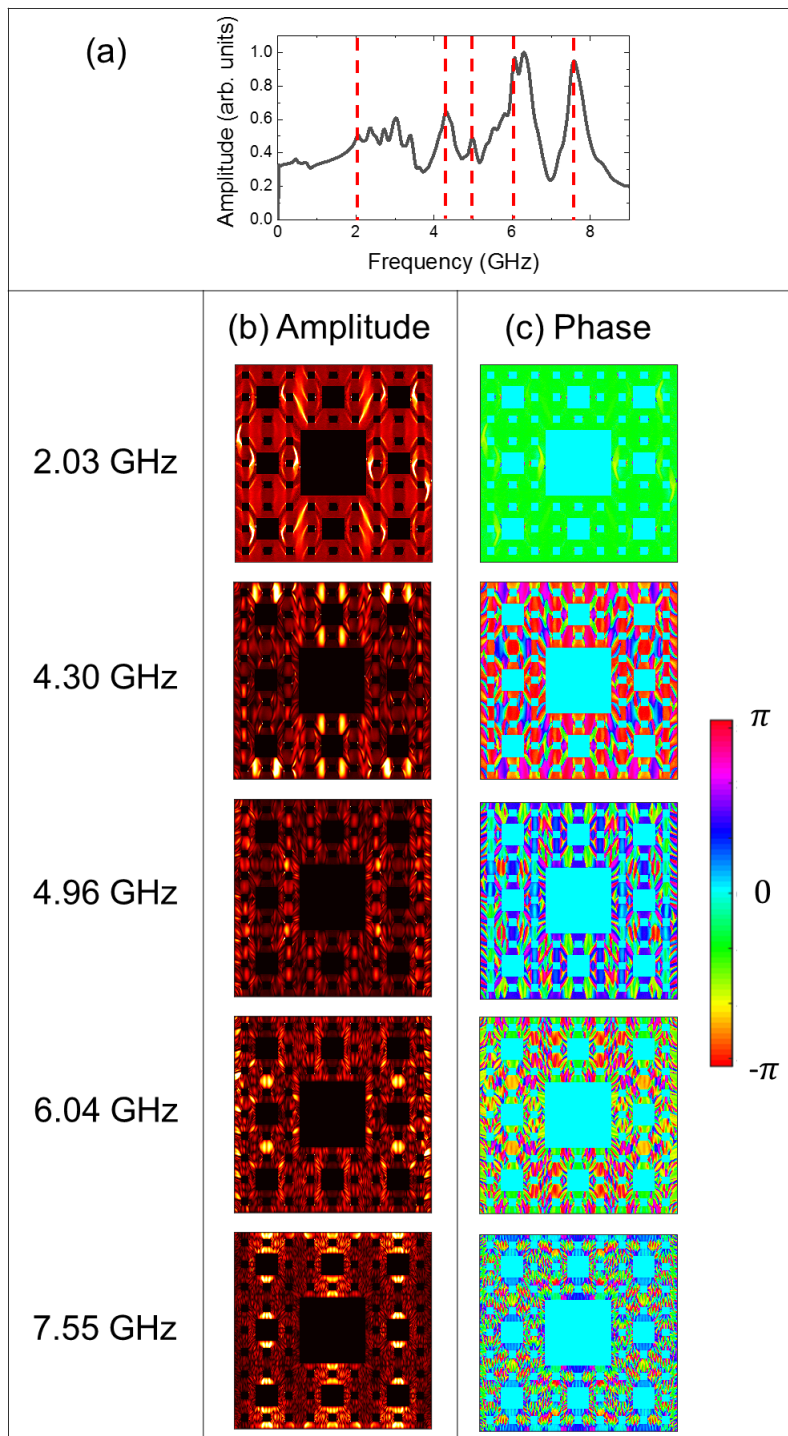 (a)
Amplitude (arb. units)
1.0
0.8
0.6
0.4
0.2
0.0
0 2 4 6 8
Frequency (GHz)
(b) Amplitude (c) Phase
2.03 GHz
4.30 GHz
π
4.96 GHz
0
6.04 GHz
-π
7.55 GHz